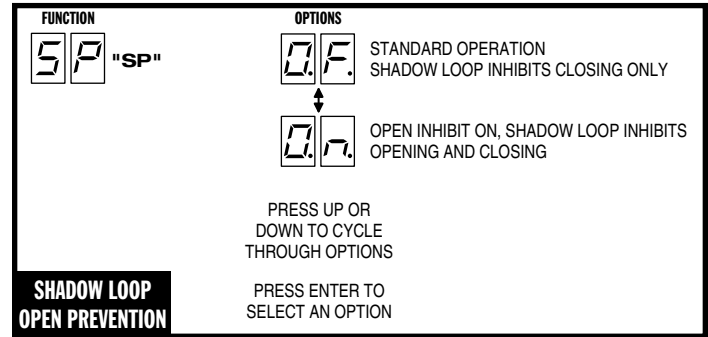 FUNCTION
OPTIONS
SP "SP"
O.F. STANDARD OPERATION
SHADOW LOOP INHIBITS CLOSING ONLY
O.n. OPEN INHIBIT ON, SHADOW LOOP INHIBITS
OPENING AND CLOSING
PRESS UP OR
DOWN TO CYCLE
THROUGH OPTIONS
SHADOW LOOP
OPEN PREVENTION
PRESS ENTER TO
SELECT AN OPTION